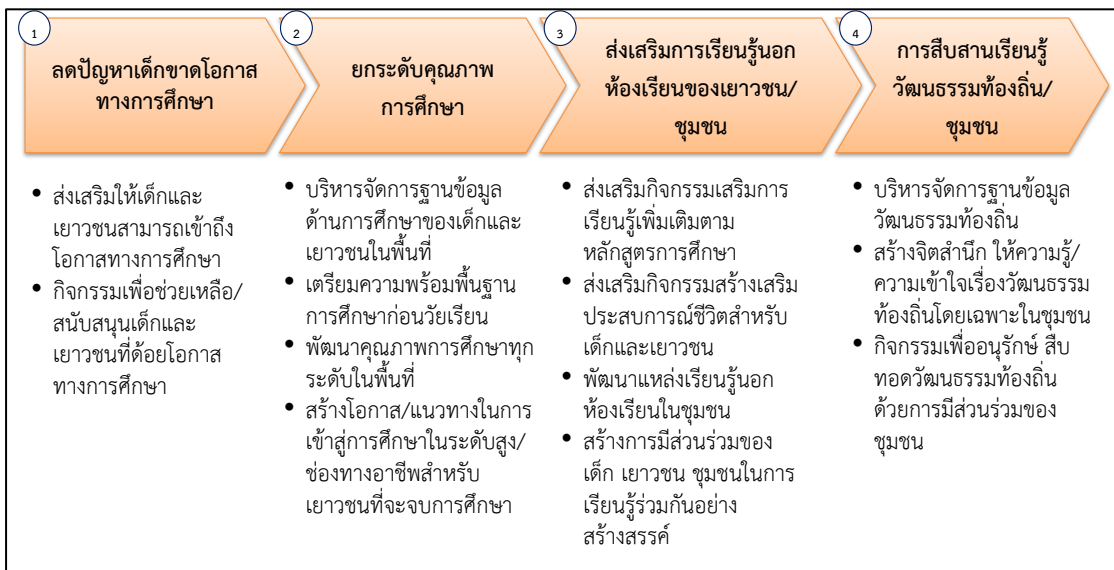 1
ลดปัญหาเด็กขาดโอกาส
ทางการศึกษา
• ส่งเสริมให้เด็กและ
เยาวชนสามารถเข้าถึง
โอกาสทางการศึกษา
• กิจกรรมเพื่อช่วยเหลือ/
สนับสนุนเด็กและ
เยาวชนที่ด้อยโอกาส
ทางการศึกษา
2
ยกระดับคุณภาพ
การศึกษา
• บริหารจัดการฐานข้อมูล
ด้านการศึกษาของเด็กและ
เยาวชนในพื้นที่
• เตรียมความพร้อมพื้นฐาน
การศึกษาก่อนวัยเรียน
• พัฒนาคุณภาพการศึกษาทุก
ระดับในพื้นที่
• สร้างโอกาส/แนวทางในการ
เข้าสู่การศึกษาในระดับสูง/
ช่องทางอาชีพสำหรับ
เยาวชนที่จะจบการศึกษา
3
ส่งเสริมการเรียนรู้นอก
ห้องเรียนของเยาวชน/
ชุมชน
• ส่งเสริมกิจกรรมเสริมการ
เรียนรู้เพิ่มเติมตาม
หลักสูตรการศึกษา
• ส่งเสริมกิจกรรมสร้างเสริม
ประสบการณ์ชีวิตสำหรับ
เด็กและเยาวชน
• พัฒนาแหล่งเรียนรู้นอก
ห้องเรียนในชุมชน
• สร้างการมีส่วนร่วมของ
เด็ก เยาวชน ชุมชนในการ
เรียนรู้ร่วมกันอย่าง
สร้างสรรค์
4
การสืบสานเรียนรู้
วัฒนธรรมท้องถิ่น/
ชุมชน
• บริหารจัดการฐานข้อมูล
วัฒนธรรมท้องถิ่น
• สร้างจิตสำนึก ให้ความรู้/
ความเข้าใจเรื่องวัฒนธรรม
ท้องถิ่นโดยเฉพาะในชุมชน
• กิจกรรมเพื่ออนุรักษ์ สืบ
ทอดวัฒนธรรมท้องถิ่น
ด้วยการมีส่วนร่วมของ
ชุมชน